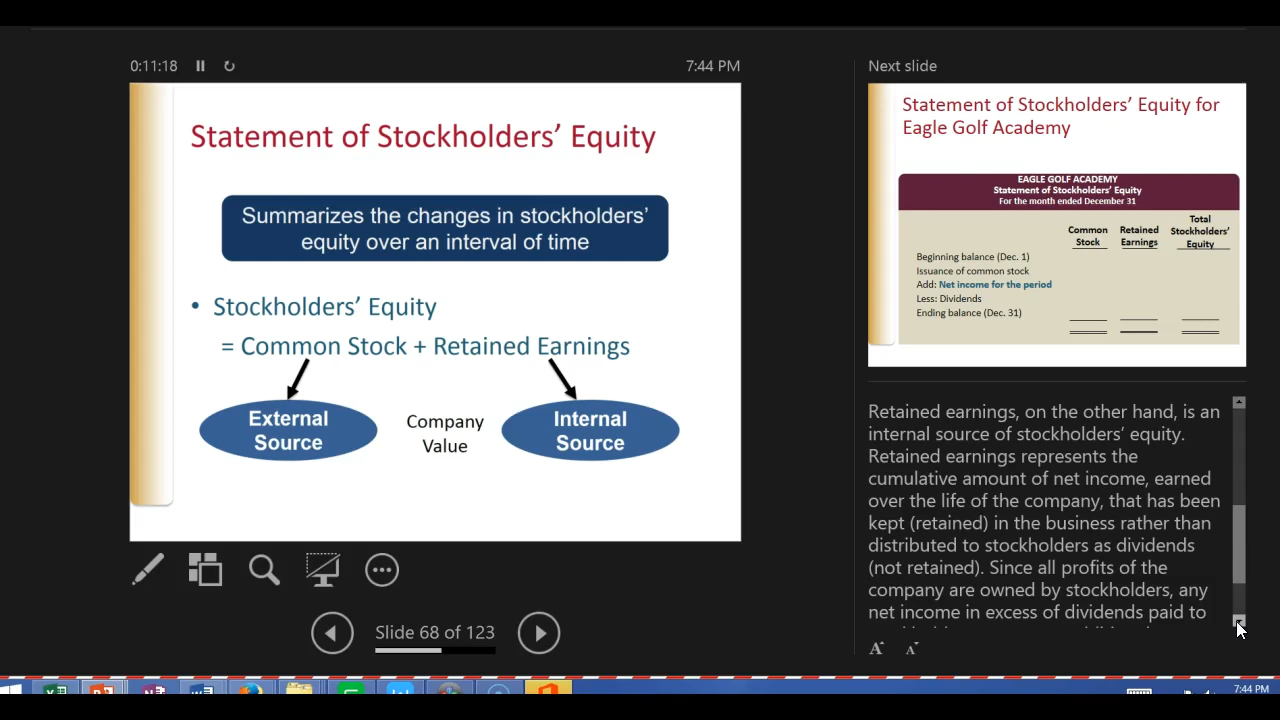 0:11:18
7:44 PM
Statement of Stockholders’ Equity
Summarizes the changes in stockholders’
equity over an interval of time
• Stockholders’ Equity
= Common Stock + Retained Earnings
External
Source
Company
Value
Internal
Source
Slide 68 of 123
Next slide
Statement of Stockholders’ Equity for
Eagle Golf Academy
EAGLE GOLF ACADEMY
Statement of Stockholders’ Equity
For the month ended December 31
Common
Stock
Retained
Earnings
Total
Stockholders’
Equity
Beginning balance (Dec. 1)
Issuance of common stock
Add: Net income for the period
Less: Dividends
Ending balance (Dec. 31)
Retained earnings, on the other hand, is an
internal source of stockholders’ equity.
Retained earnings represents the
cumulative amount of net income, earned
over the life of the company, that has been
kept (retained) in the business rather than
distributed to stockholders as dividends
(not retained). Since all profits of the
company are owned by stockholders, any
net income in excess of dividends paid to
A A
7:44 PM